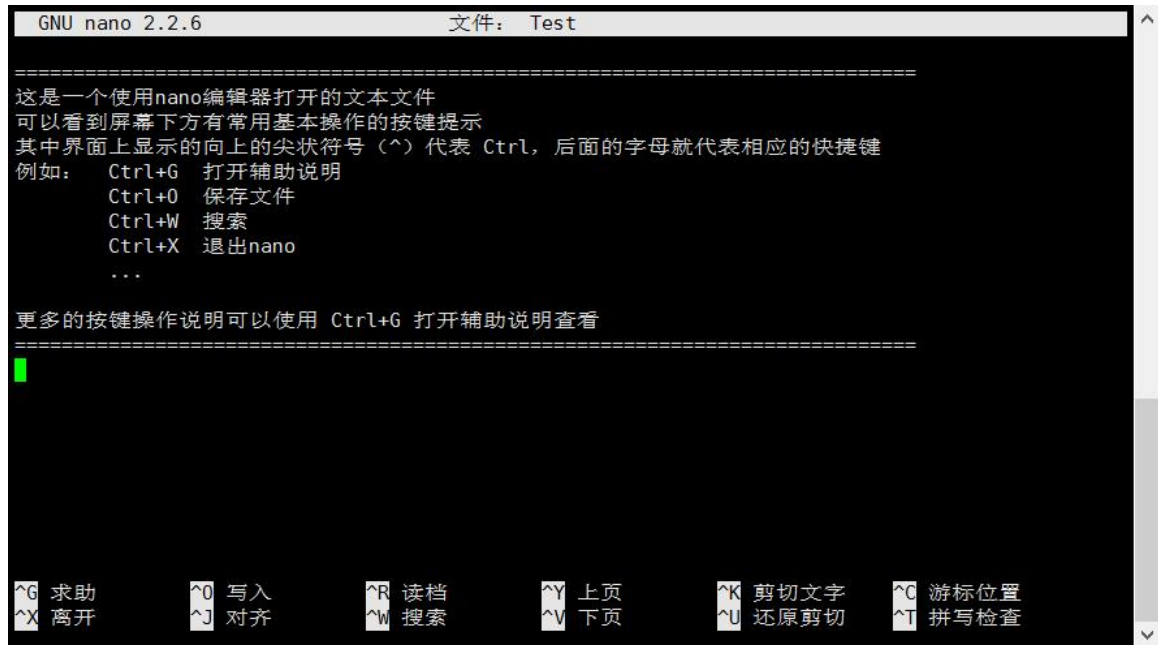 GNU nano 2.2.6 文件： Test
=============================================================================
这是一个使用nano编辑器打开的文本文件
可以看到屏幕下方有常用基本操作的按键提示
其中界面上显示的向上的尖状符号（^）代表 Ctrl，后面的字母就代表相应的快捷键
例如： Ctrl+G 打开辅助说明
Ctrl+O 保存文件
Ctrl+W 搜索
Ctrl+X 退出nano
...
更多的按键操作说明可以使用 Ctrl+G 打开辅助说明查看
=============================================================================
^G 求助 ^O 写入 ^R 读档 ^Y 上页 ^K 剪切文字 ^C 游标位置
^X 离开 ^J 对齐 ^W 搜索 ^V 下页 ^U 还原剪切 ^T 拼写检查